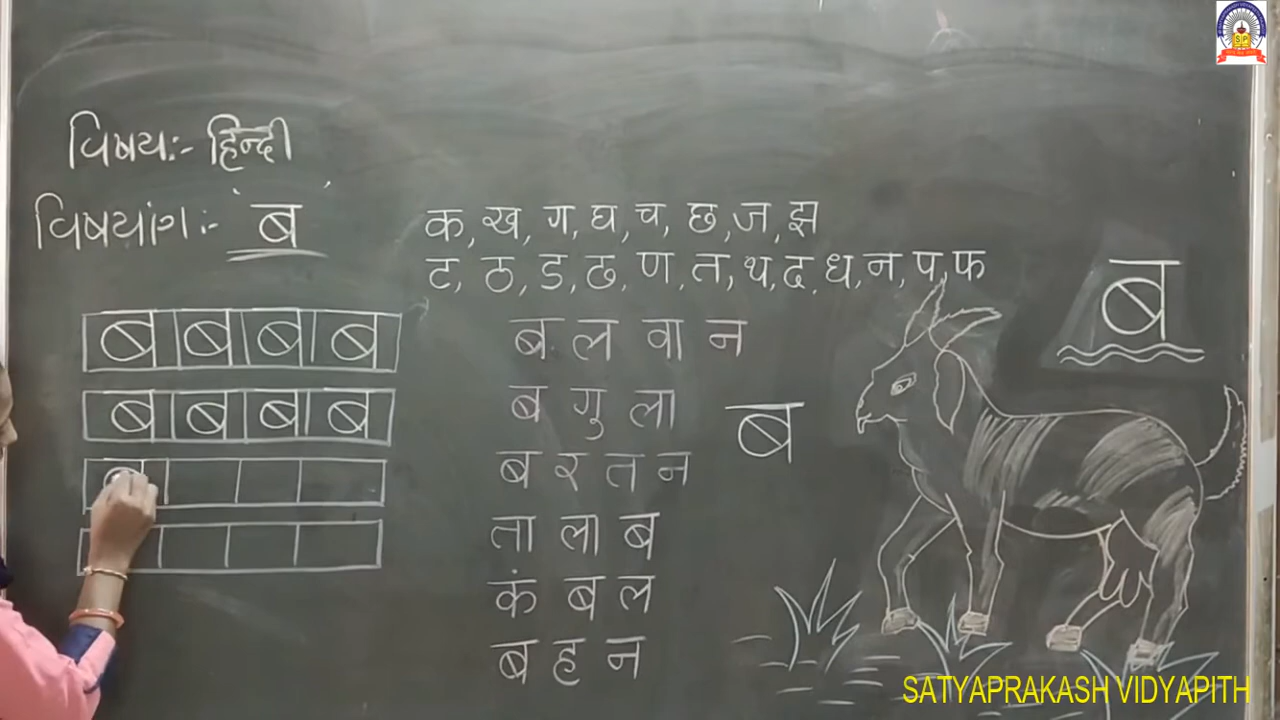 विषय:- हिन्दी
विषयांग:- 'ब'
क, ख, ग, घ, च, छ, ज, झ
ट, ठ, ड, ढ, ण, त, थ, द, ध, न, प, फ
ब
ब ब ब ब
ब ब ब ब
ब ल वा न
ब गु ला
ब र त न
ता ला ब
कं ब ल
ब ह न
ब
SATYAPRAKASH VIDYAPITH